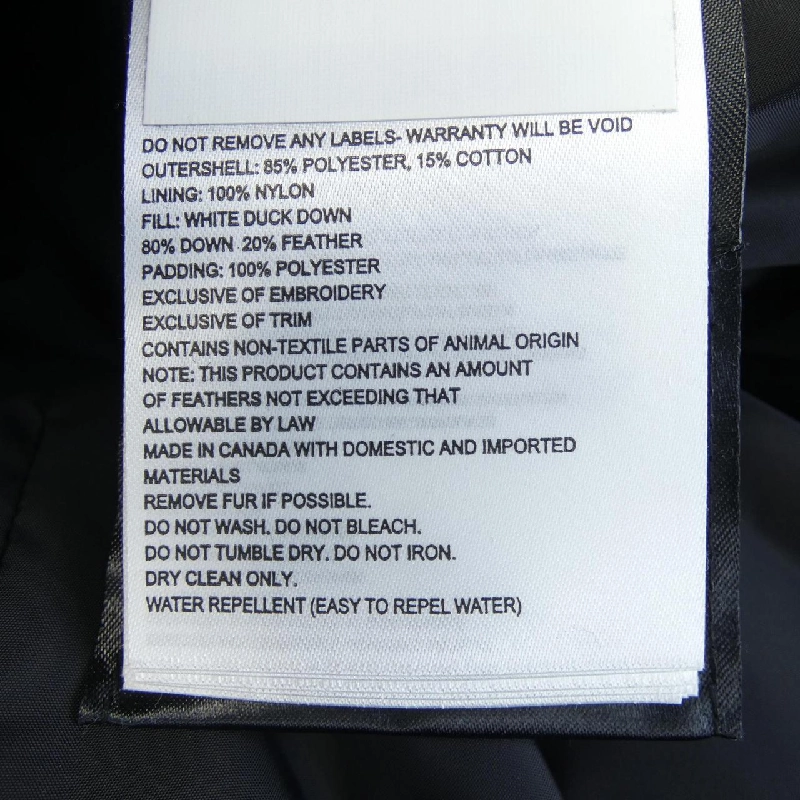 DO NOT REMOVE ANY LABELS- WARRANTY WILL BE VOID
OUTERSHELL: 85% POLYESTER, 15% COTTON
LINING: 100% NYLON
FILL: WHITE DUCK DOWN
80% DOWN 20% FEATHER
PADDING: 100% POLYESTER
EXCLUSIVE OF EMBROIDERY
EXCLUSIVE OF TRIM
CONTAINS NON-TEXTILE PARTS OF ANIMAL ORIGIN
NOTE: THIS PRODUCT CONTAINS AN AMOUNT
OF FEATHERS NOT EXCEEDING THAT
ALLOWABLE BY LAW
MADE IN CANADA WITH DOMESTIC AND IMPORTED
MATERIALS
REMOVE FUR IF POSSIBLE.
DO NOT WASH. DO NOT BLEACH.
DO NOT TUMBLE DRY. DO NOT IRON.
DRY CLEAN ONLY.
WATER REPELLENT (EASY TO REPEL WATER)